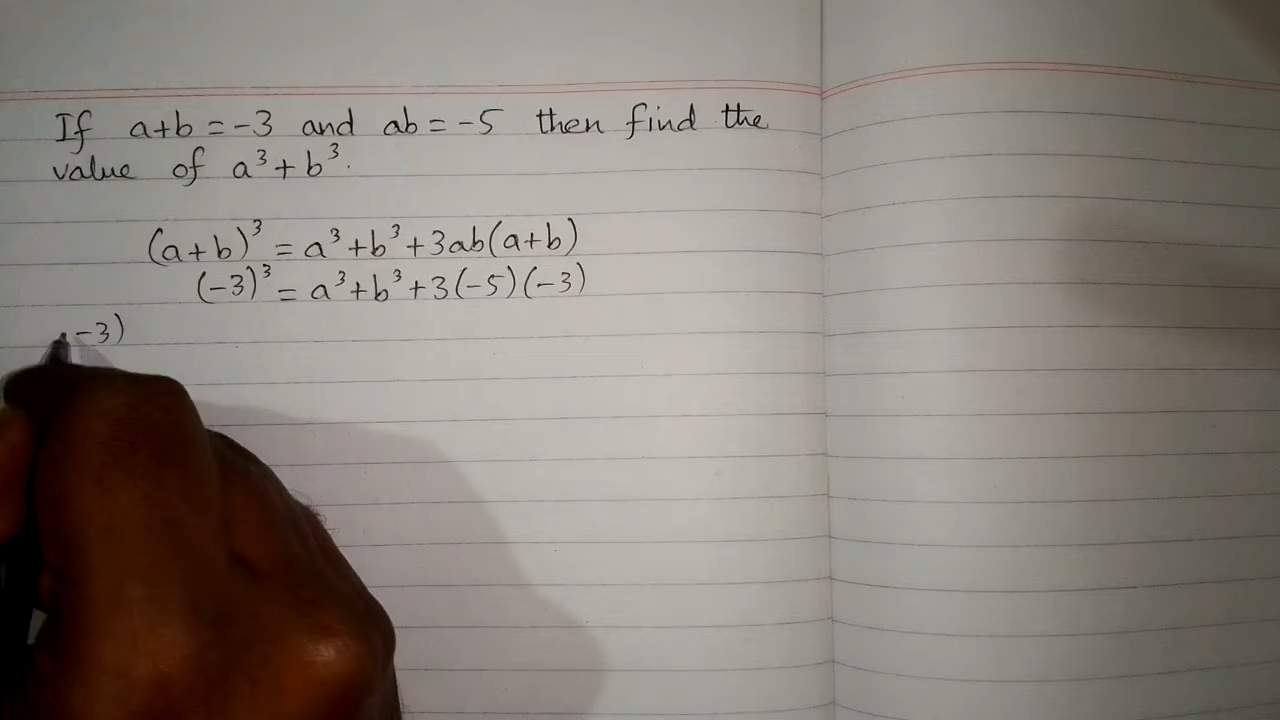 If a+b = -3 and ab = -5 then find the
value of a³ + b³.
(a+b)³ = a³+b³+3ab(a+b)
(-3)³ = a³+b³+3(-5)(-3)
-3)